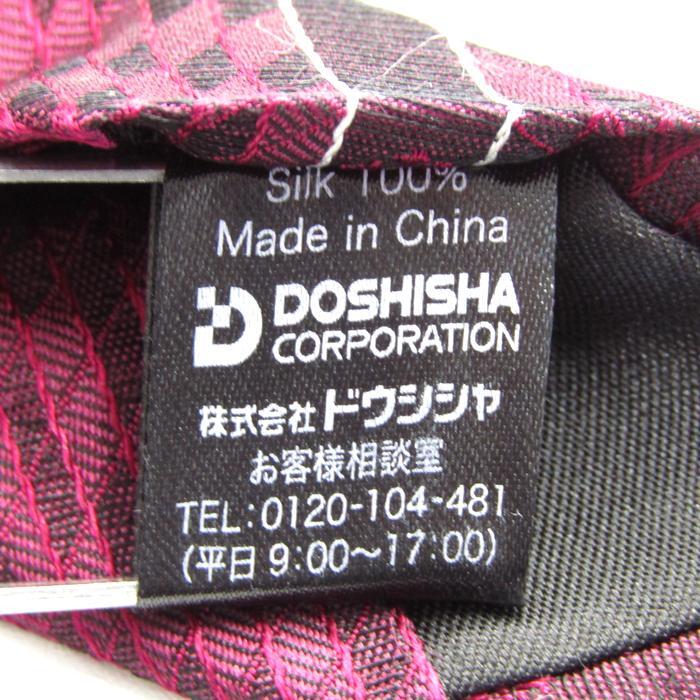 Silk 100%
Made in China
DOSHISHA
CORPORATION
株式会社ドウシシャ
お客様相談室
TEL:0120-104-481
(平日 9:00〜17:00)